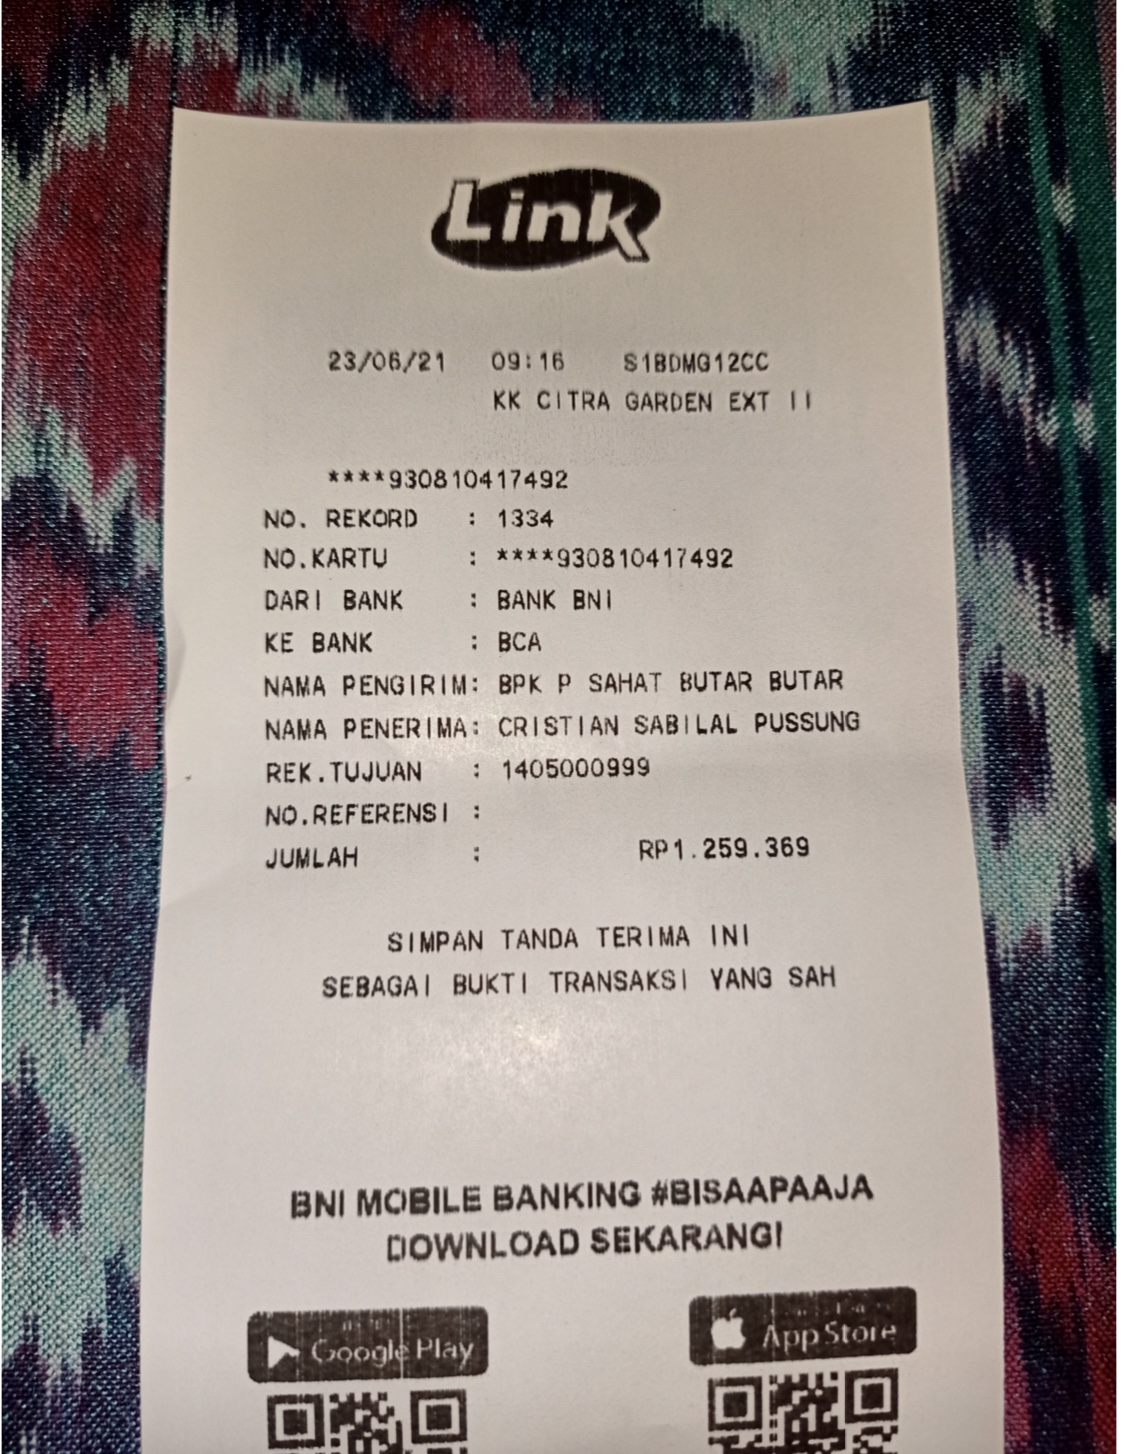 Link
23/06/21 09:16 S1BDMG12CC
KK CITRA GARDEN EXT II
****930810417492
NO. REKORD : 1334
NO.KARTU : ****930810417492
DARI BANK : BANK BNI
KE BANK : BCA
NAMA PENGIRIM: BPK P SAHAT BUTAR BUTAR
NAMA PENERIMA: CRISTIAN SABILAL PUSSUNG
REK.TUJUAN : 1405000999
NO.REFERENSI :
JUMLAH : RP1.259.369
SIMPAN TANDA TERIMA INI
SEBAGAI BUKTI TRANSAKSI YANG SAH
BNI MOBILE BANKING #BISAAPAAJA
DOWNLOAD SEKARANG!
Google Play
App Store